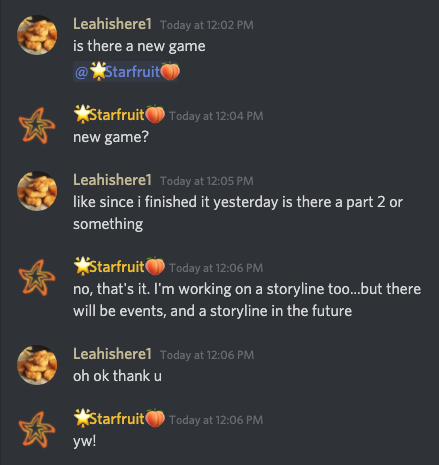 Leahishere1 Today at 12:02 PM
is there a new game
@🌟Starfruit🍑
🌟Starfruit🍑 Today at 12:04 PM
new game?
Leahishere1 Today at 12:05 PM
like since i finished it yesterday is there a part 2 or
something
🌟Starfruit🍑 Today at 12:06 PM
no, that's it. I'm working on a storyline too...but there
will be events, and a storyline in the future
Leahishere1 Today at 12:06 PM
oh ok thank u
🌟Starfruit🍑 Today at 12:06 PM
yw!